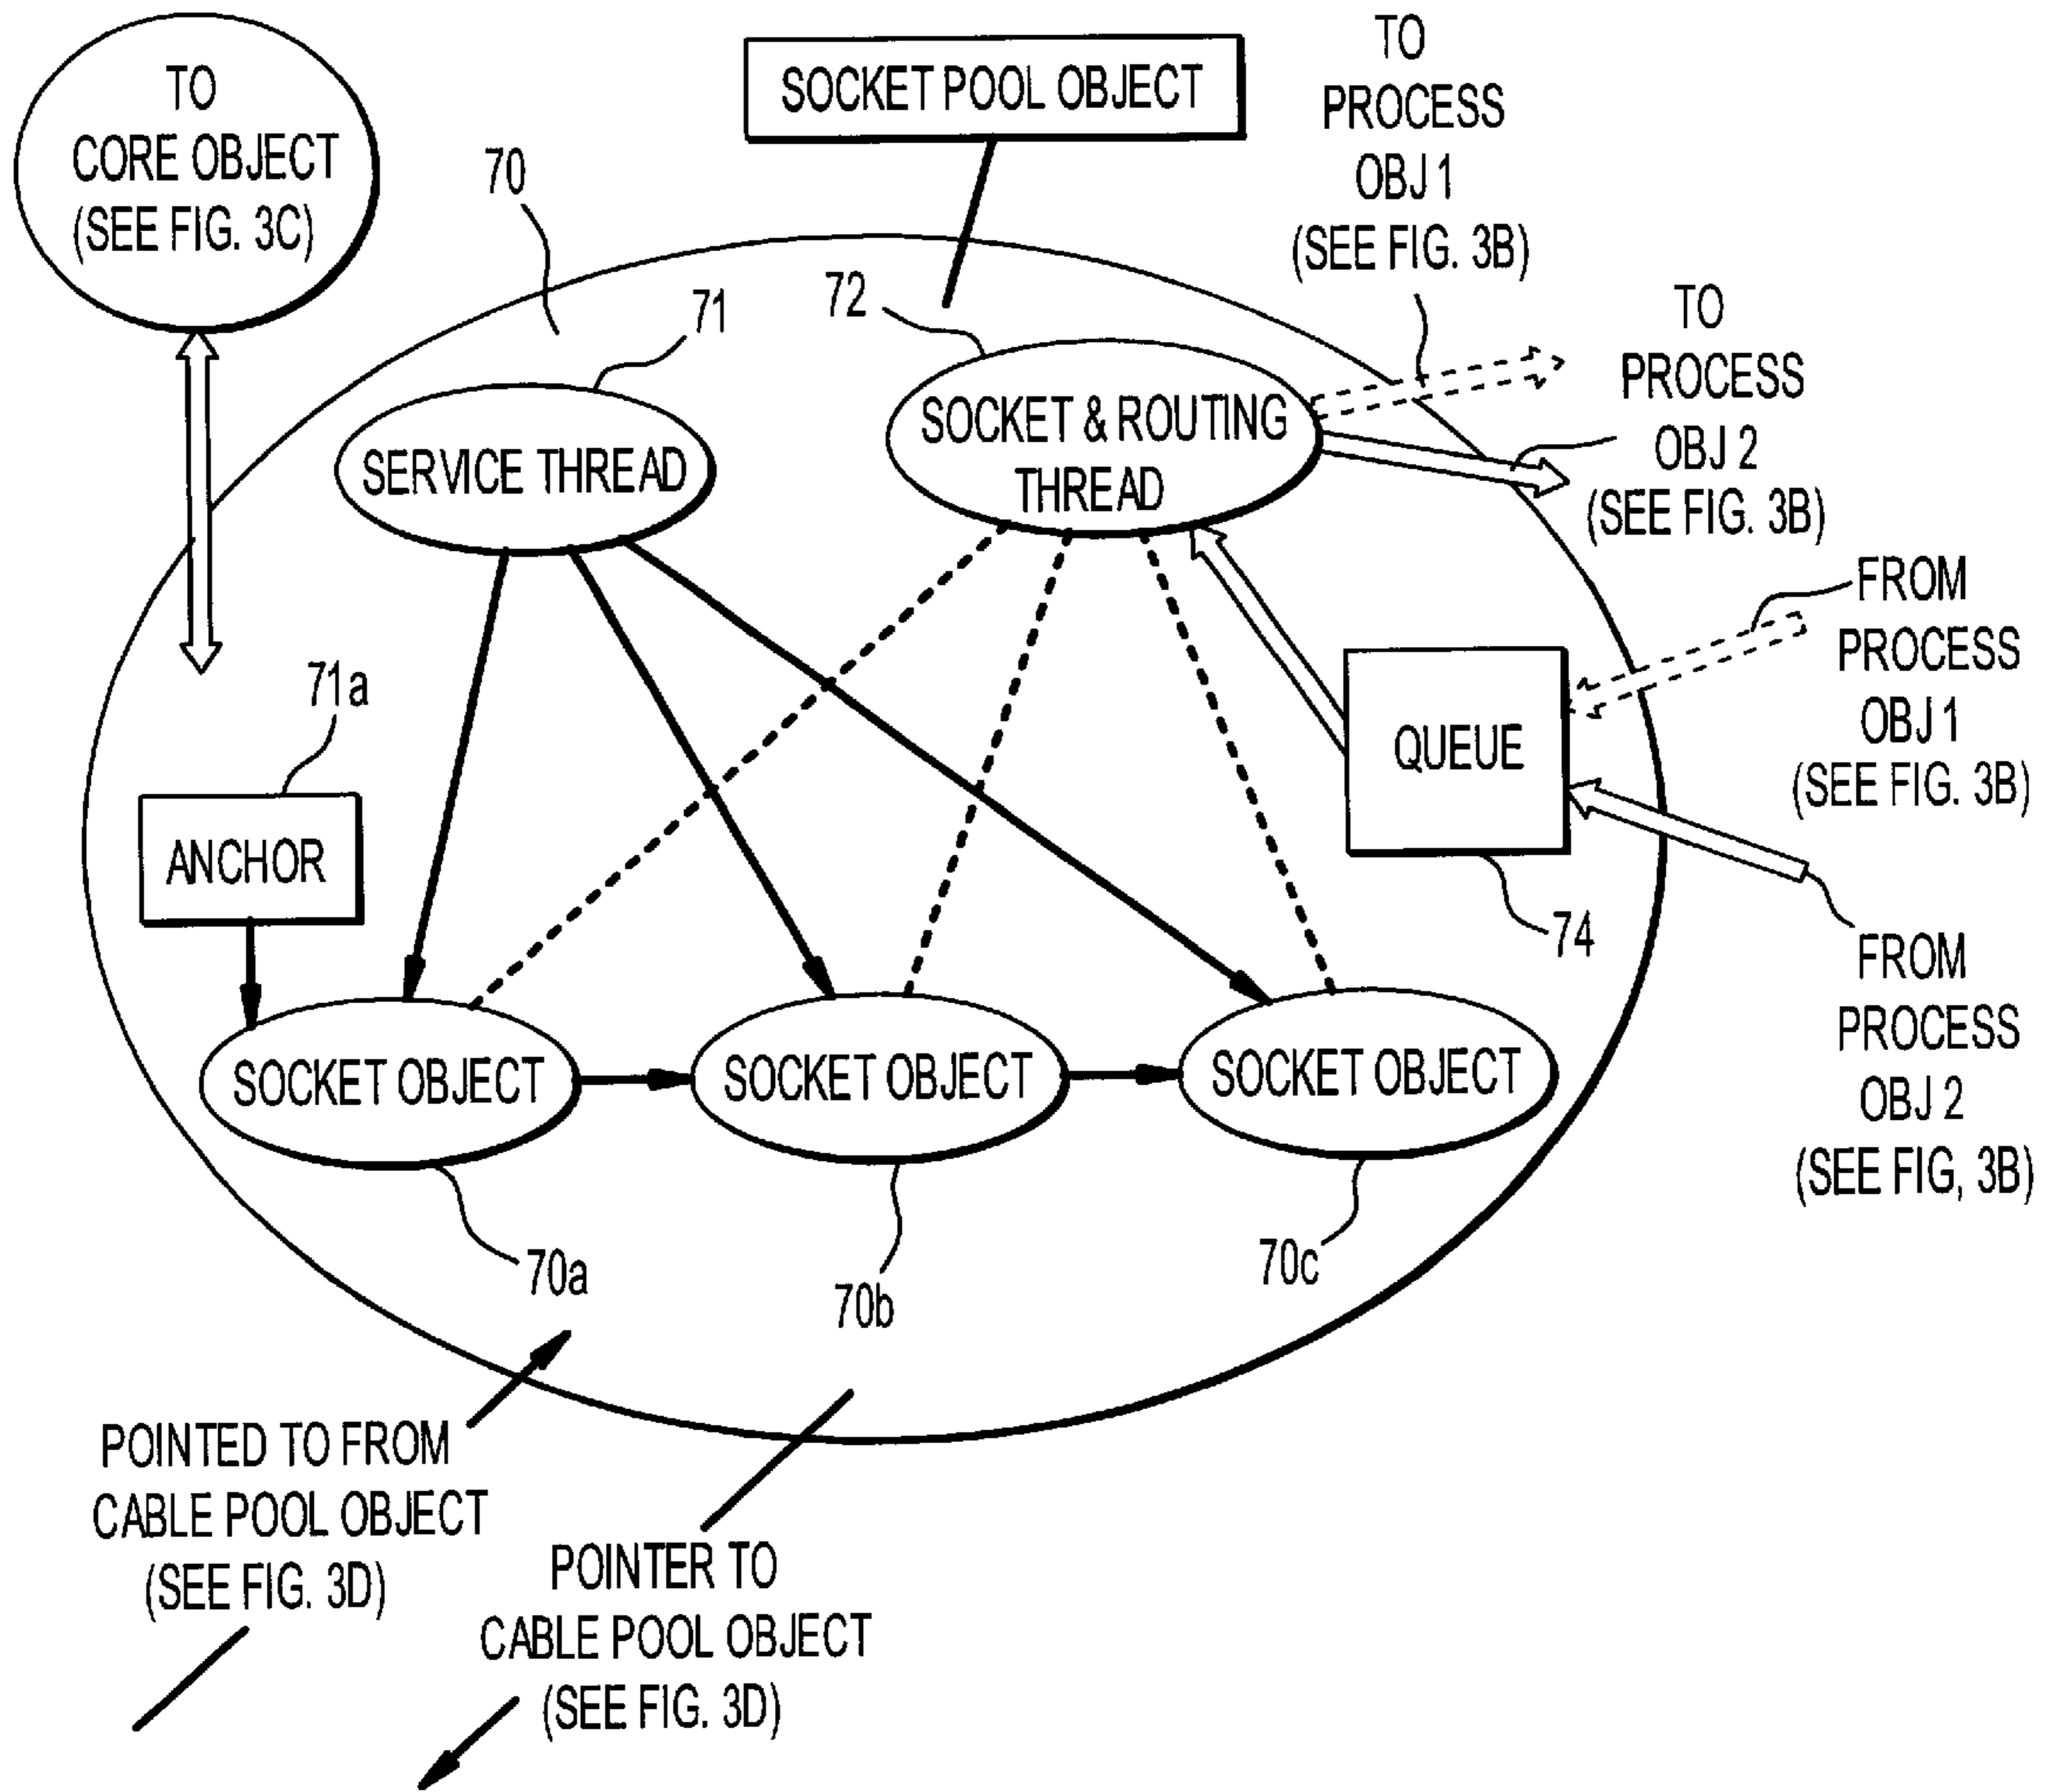 TO
CORE OBJECT
(SEE FIG. 3C)
SOCKET POOL OBJECT
TO
PROCESS
OBJ 1
(SEE FIG. 3B)
70
71
72
TO
PROCESS
OBJ 2
(SEE FIG. 3B)
SERVICE THREAD
SOCKET & ROUTING
THREAD
FROM
PROCESS
OBJ 1
(SEE FIG. 3B)
71a
QUEUE
ANCHOR
74
FROM
PROCESS
OBJ 2
(SEE FIG, 3B)
SOCKET OBJECT
SOCKET OBJECT
SOCKET OBJECT
70a
70b
70c
POINTED TO FROM
CABLE POOL OBJECT
(SEE FIG. 3D)
POINTER TO
CABLE POOL OBJECT
(SEE FIG. 3D)